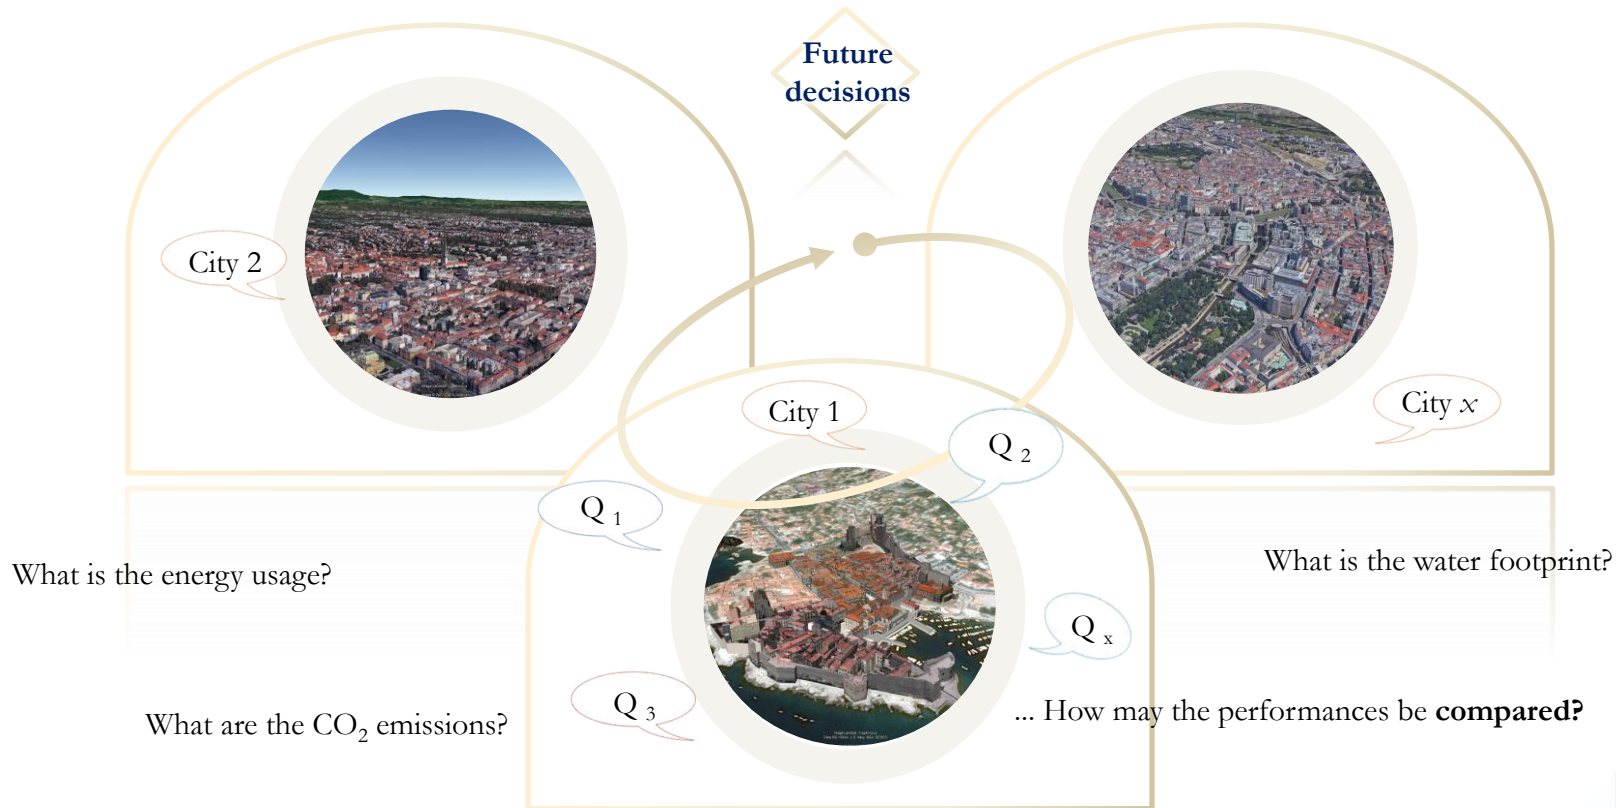 Future
decisions
City 2
City 1
City x
Q 2
Q 1
What is the energy usage?
What is the water footprint?
Q x
Q 3
What are the CO₂ emissions?
... How may the performances be compared?